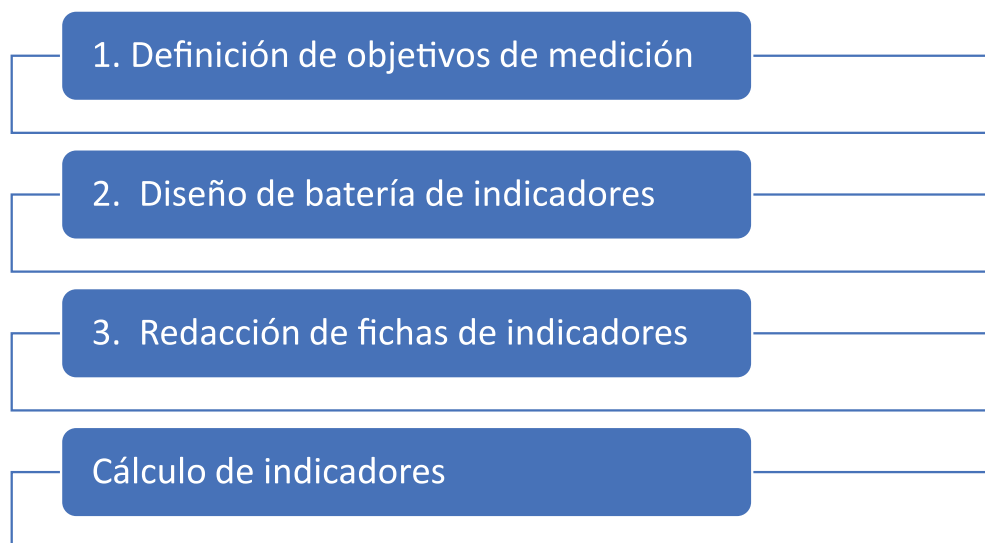 1. Definición de objetivos de medición
2.  Diseño de batería de indicadores
3.  Redacción de fichas de indicadores
Cálculo de indicadores